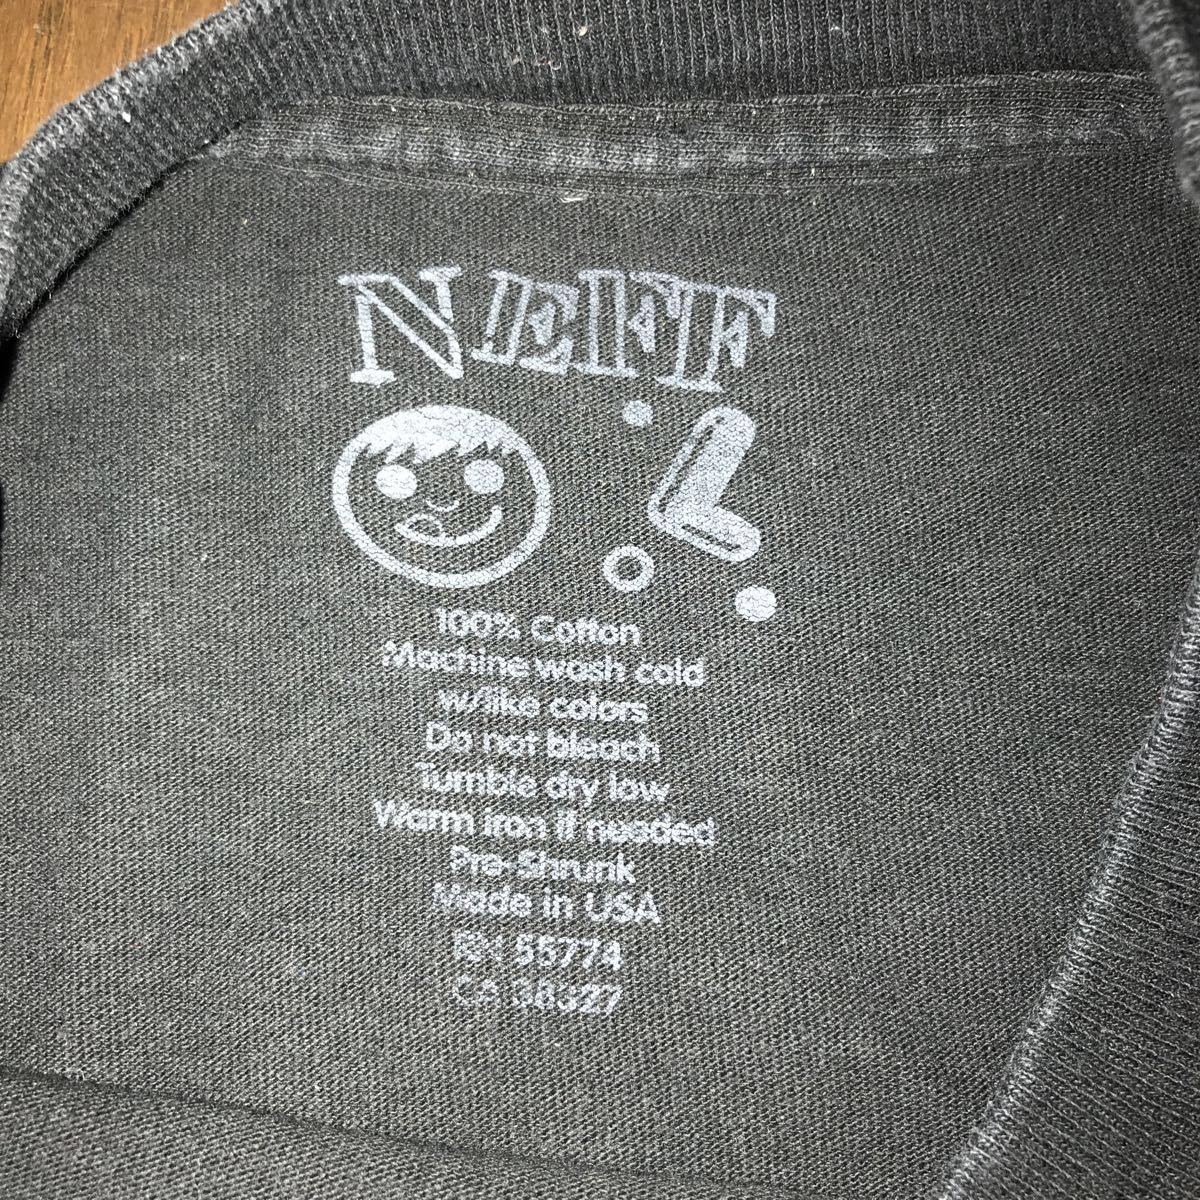 NEFF
L
100% Cotton
Machine wash cold
w/like colors
Do not bleach
Tumble dry low
Warm iron if needed
Pre-Shrunk
Made in USA
RN 55774
CA 38327